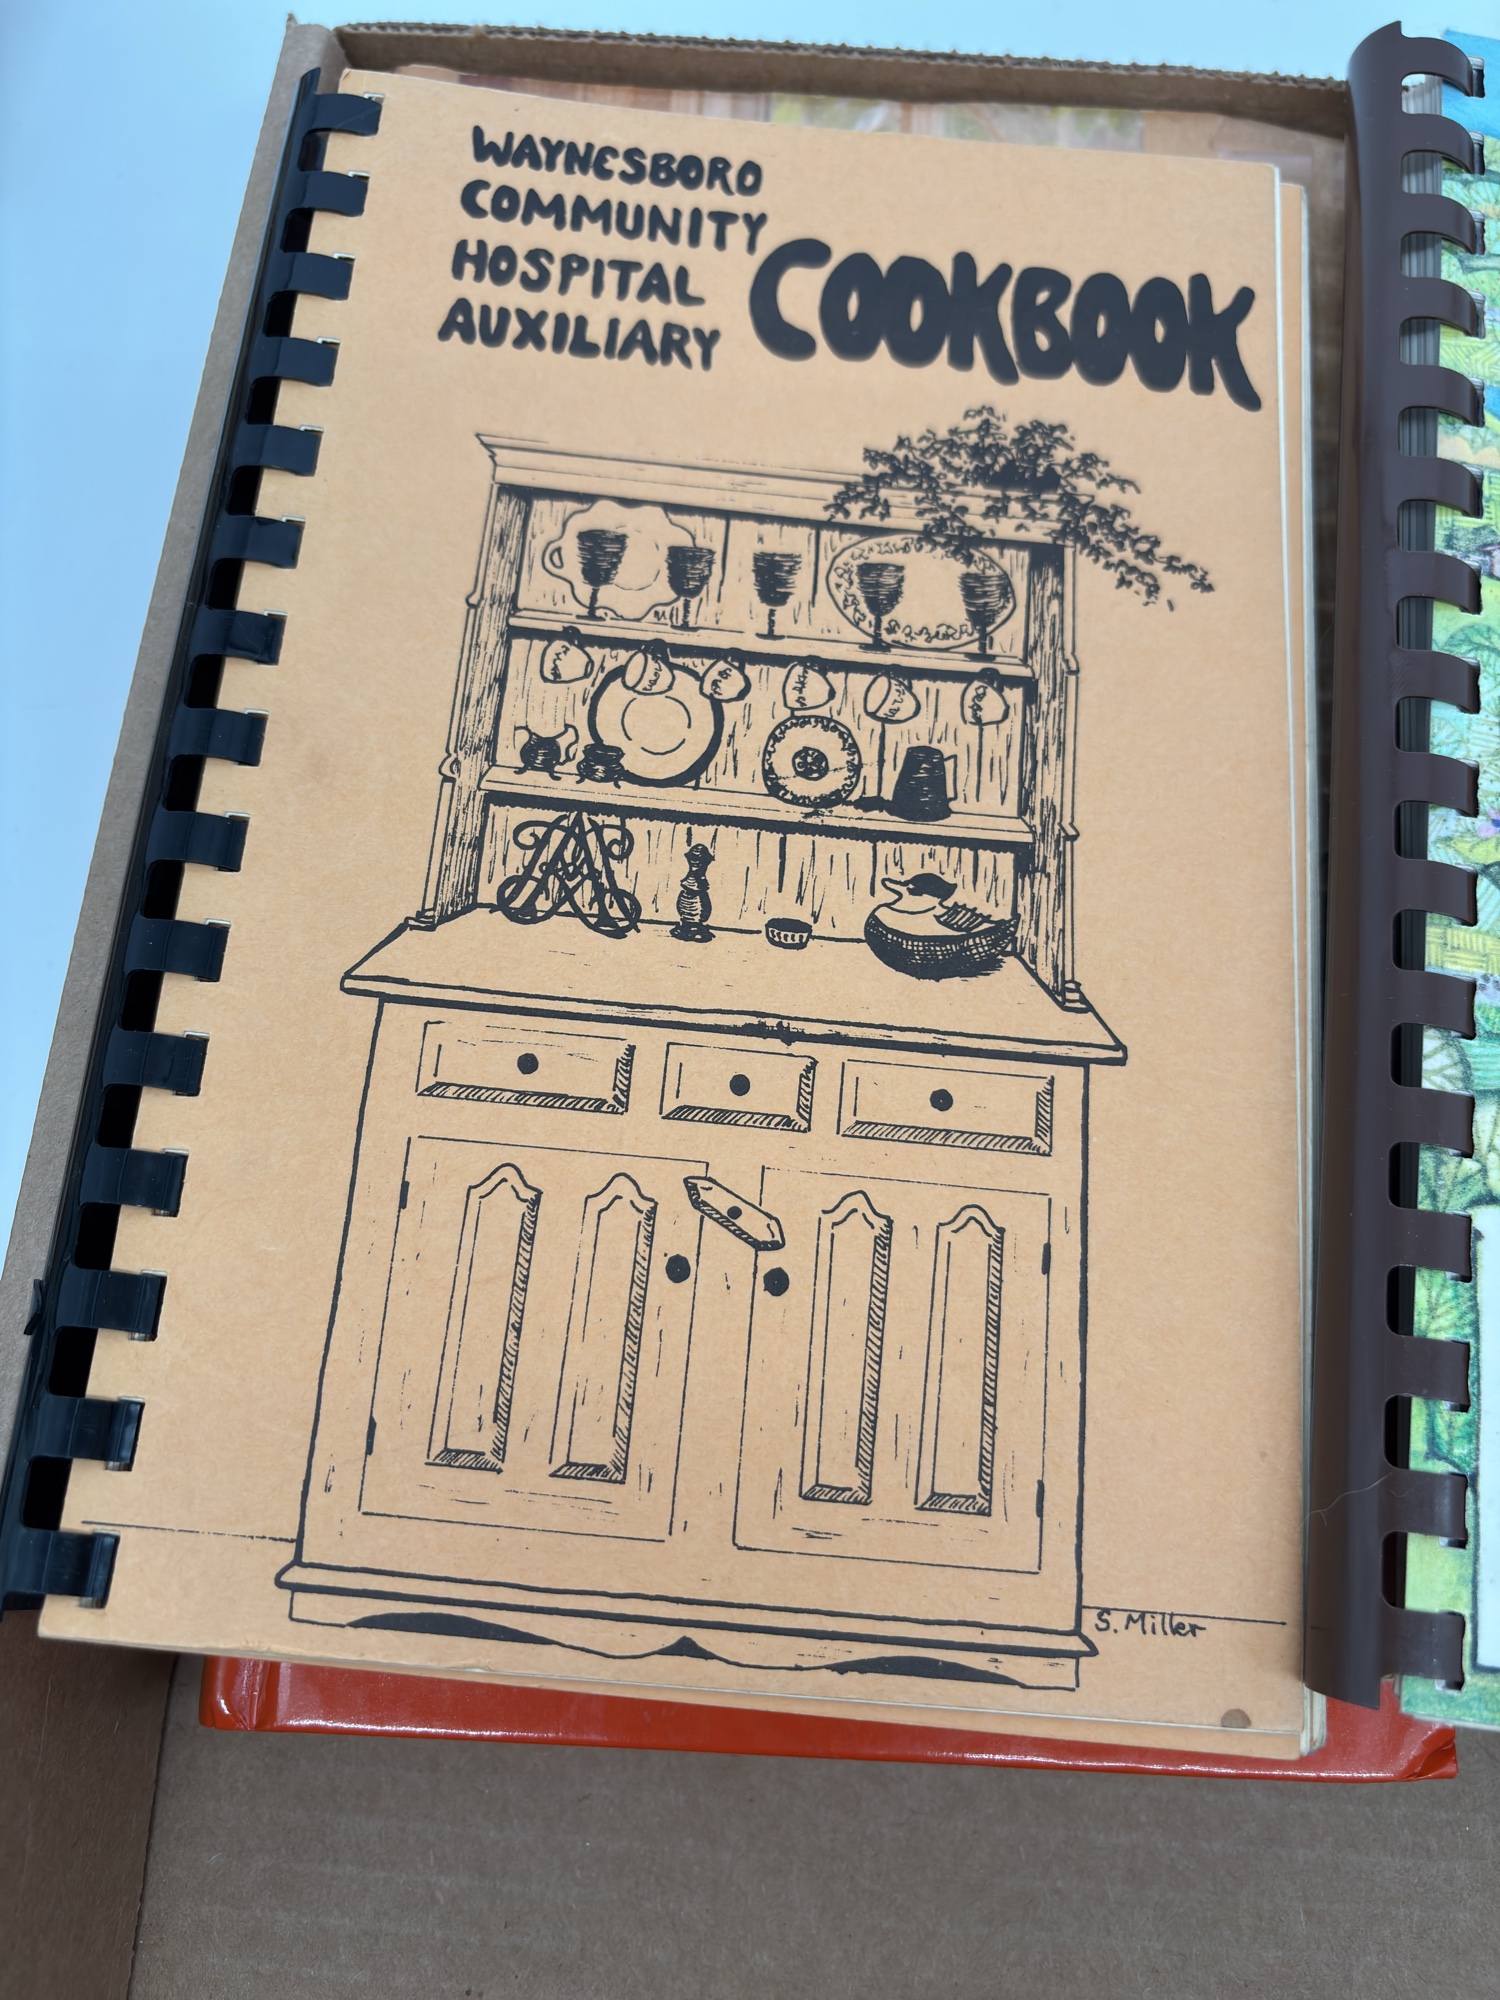 WAYNESBORO
COMMUNITY
HOSPITAL
AUXILIARY
COOKBOOK
S. Miller